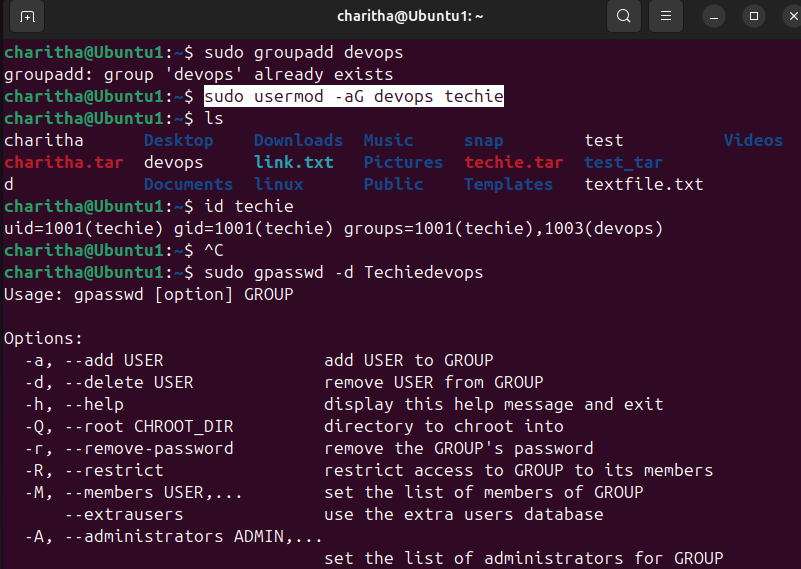 charitha@Ubuntu1: ~
charitha@Ubuntu1:~$ sudo groupadd devops
groupadd: group 'devops' already exists
charitha@Ubuntu1:~$ sudo usermod -aG devops techie
charitha@Ubuntu1:~$ ls
charitha      Desktop    Downloads  Music     snap       test          Videos
charitha.tar  devops     link.txt   Pictures  techie.tar  test_tar
d             Documents  linux      Public    Templates  textfile.txt
charitha@Ubuntu1:~$ id techie
uid=1001(techie) gid=1001(techie) groups=1001(techie),1003(devops)
charitha@Ubuntu1:~$ ^C
charitha@Ubuntu1:~$ sudo gpasswd -d Techiedevops
Usage: gpasswd [option] GROUP

Options:
  -a, --add USER                add USER to GROUP
  -d, --delete USER             remove USER from GROUP
  -h, --help                    display this help message and exit
  -Q, --root CHROOT_DIR         directory to chroot into
  -r, --remove-password         remove the GROUP's password
  -R, --restrict                restrict access to GROUP to its members
  -M, --members USER,...        set the list of members of GROUP
      --extrausers              use the extra users database
  -A, --administrators ADMIN,...
                                set the list of administrators for GROUP